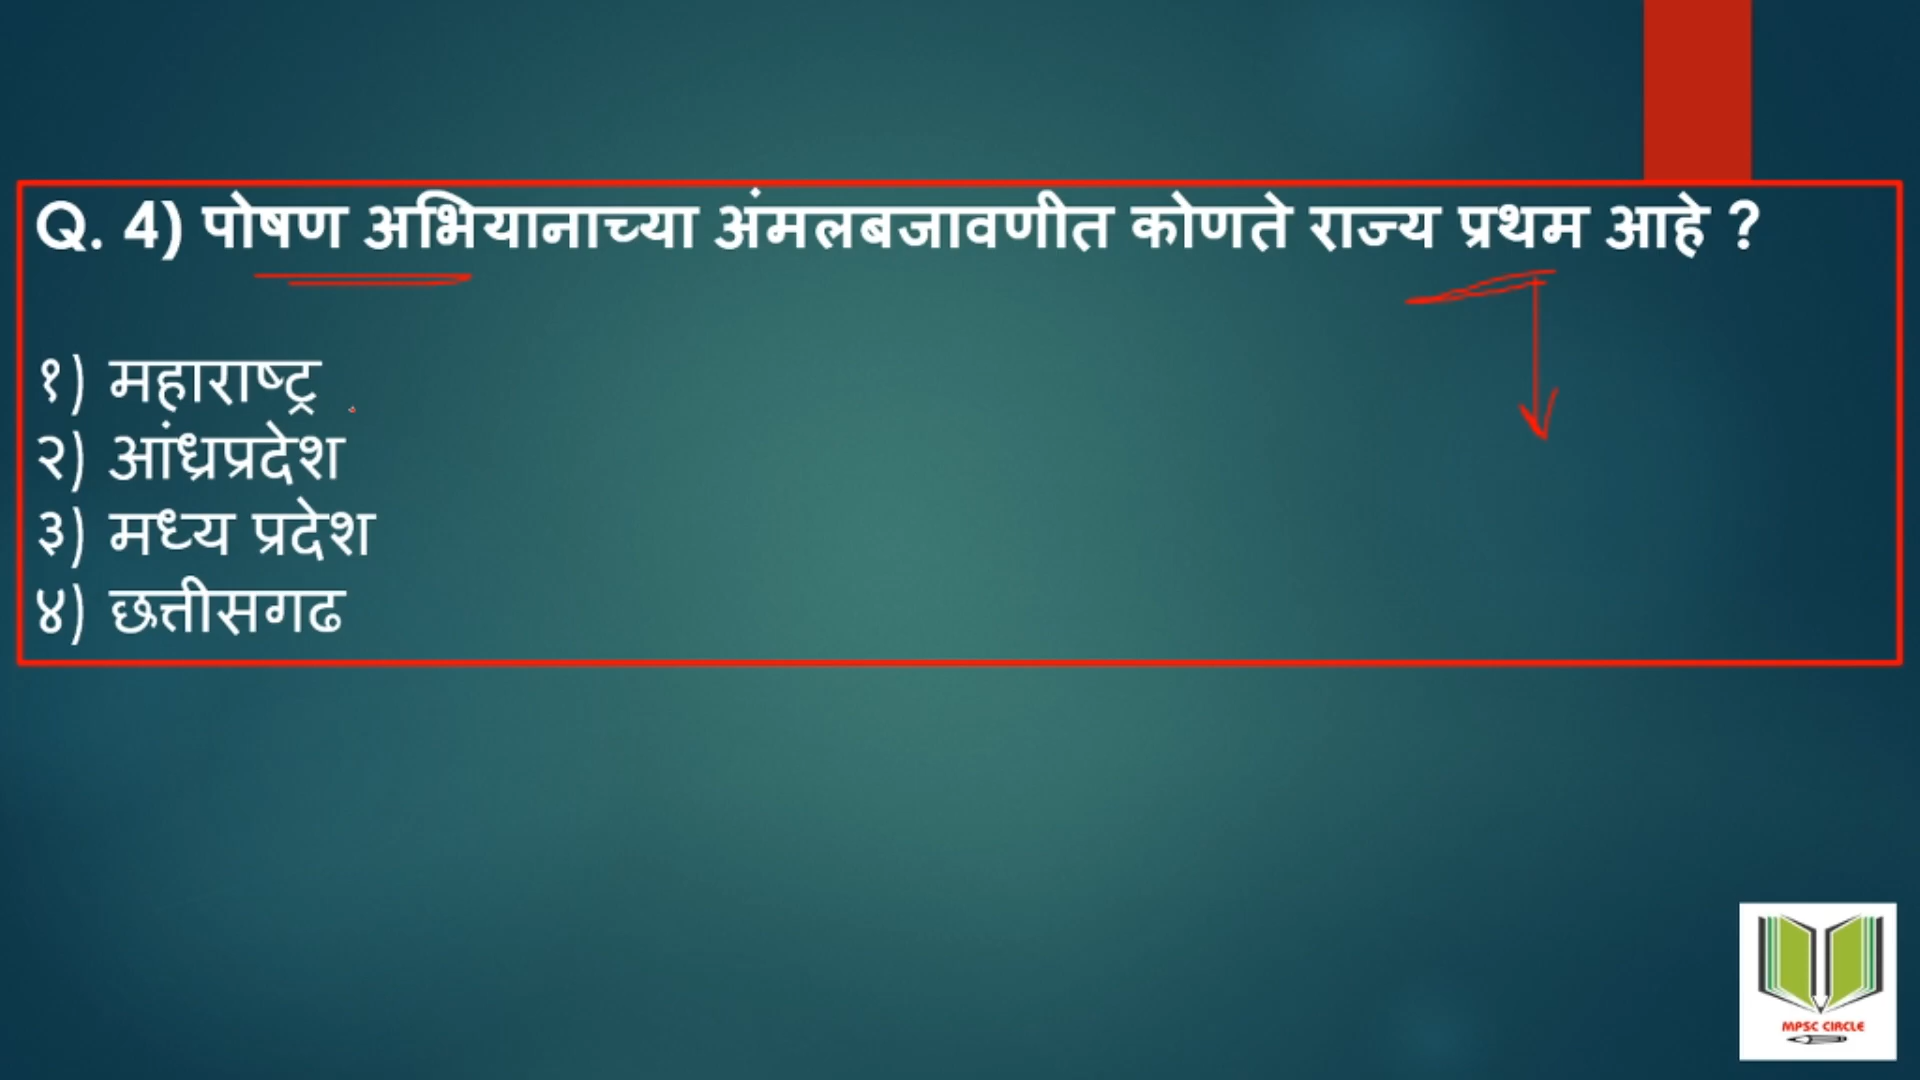 Q. 4) पोषण अभियानाच्या अंमलबजावणीत कोणते राज्य प्रथम आहे ?
१) महाराष्ट्र
२) आंध्रप्रदेश
३) मध्य प्रदेश
४) छत्तीसगढ
MPSC CIRCLE